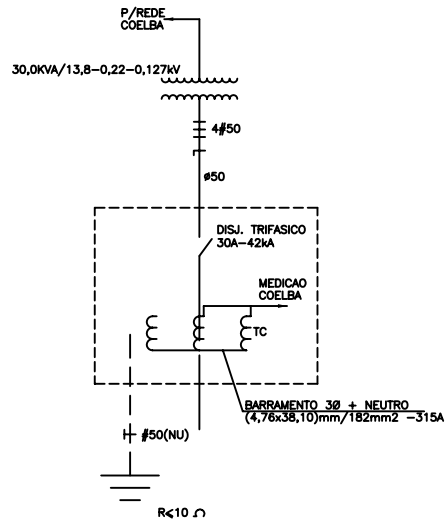 P/REDE
COELBA
30,0KVA/13,8-0,22-0,127kV
4#50
ø50
DISJ. TRIFASICO
30A-42kA
MEDICAO
COELBA
TC
BARRAMENTO 3Ø + NEUTRO
(4,76x38,10)mm/182mm2 -315A
#50(NU)
R≤10 Ω